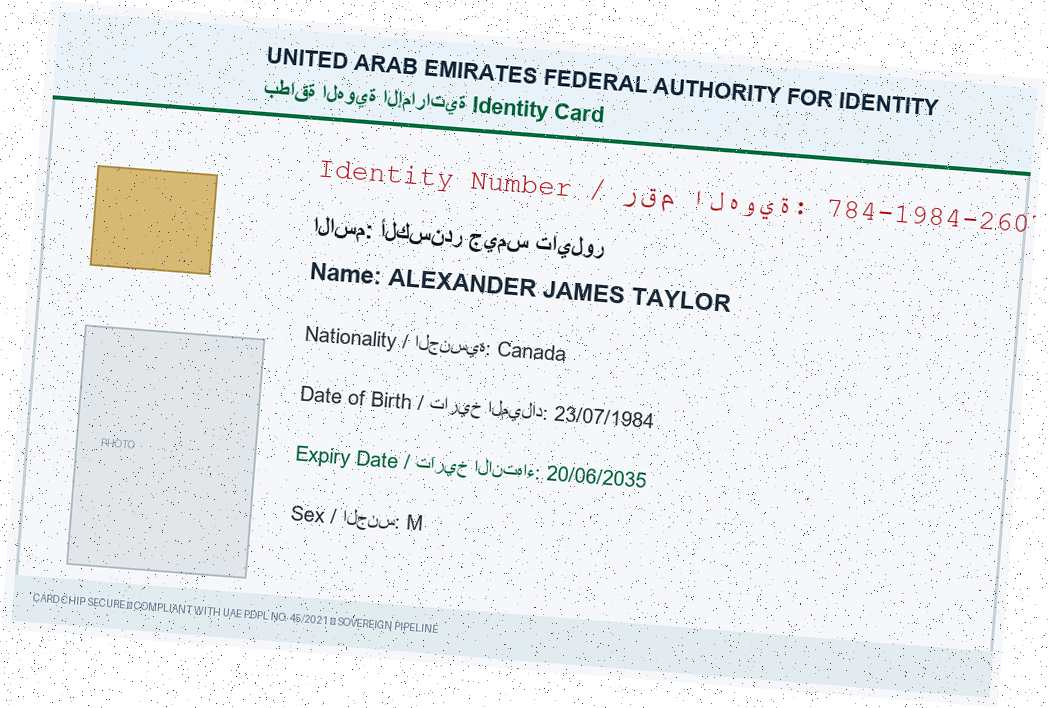 UNITED ARAB EMIRATES FEDERAL AUTHORITY FOR IDENTITY
بطاقة الهوية الإماراتية Identity Card
Identity Number / رقم الهوية: 784-1984-260
الاسم: ألكسندر جيمس تايلور
Name: ALEXANDER JAMES TAYLOR
Nationality / الجنسية: Canada
Date of Birth / تاريخ الميلاد: 23/07/1984
Expiry Date / تاريخ الانتهاء: 20/06/2035
Sex / الجنس: M
PHOTO
CARD CHIP SECURE COMPLIANT WITH UAE PDPL NO. 45/2021 SOVEREIGN PIPELINE